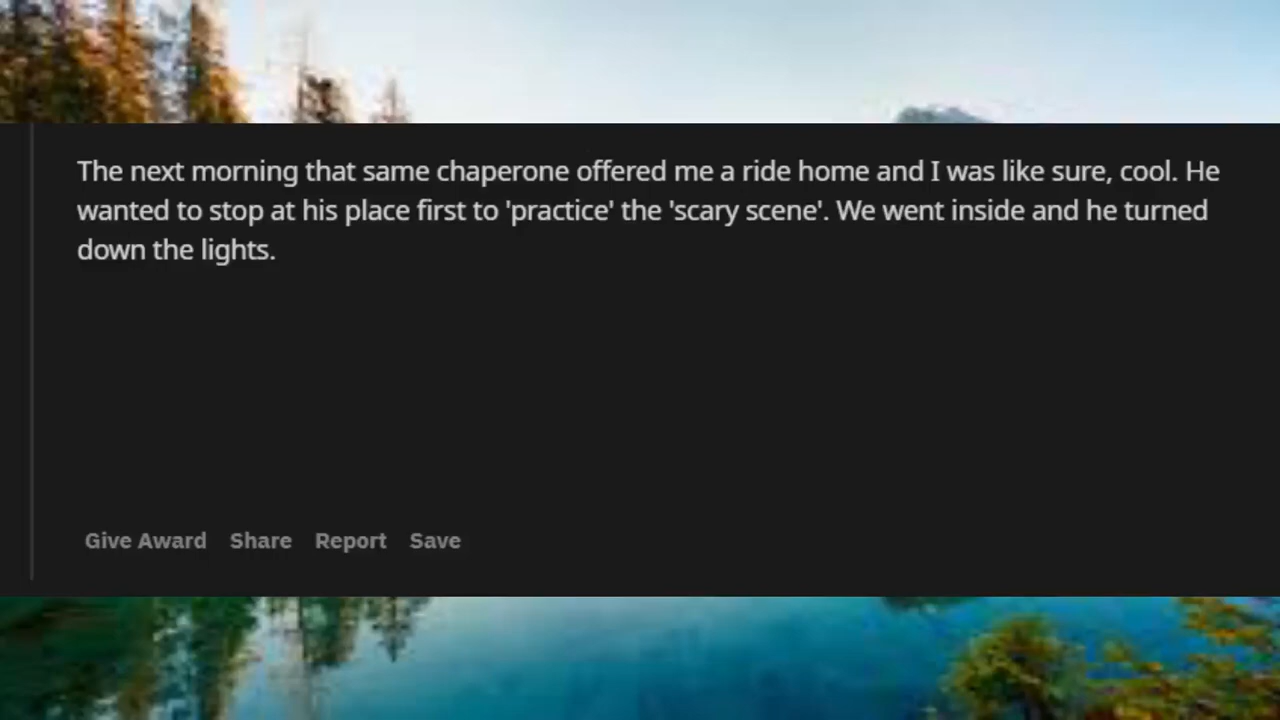 The next morning that same chaperone offered me a ride home and I was like sure, cool. He
wanted to stop at his place first to 'practice' the 'scary scene'. We went inside and he turned
down the lights.
Give Award Share Report Save